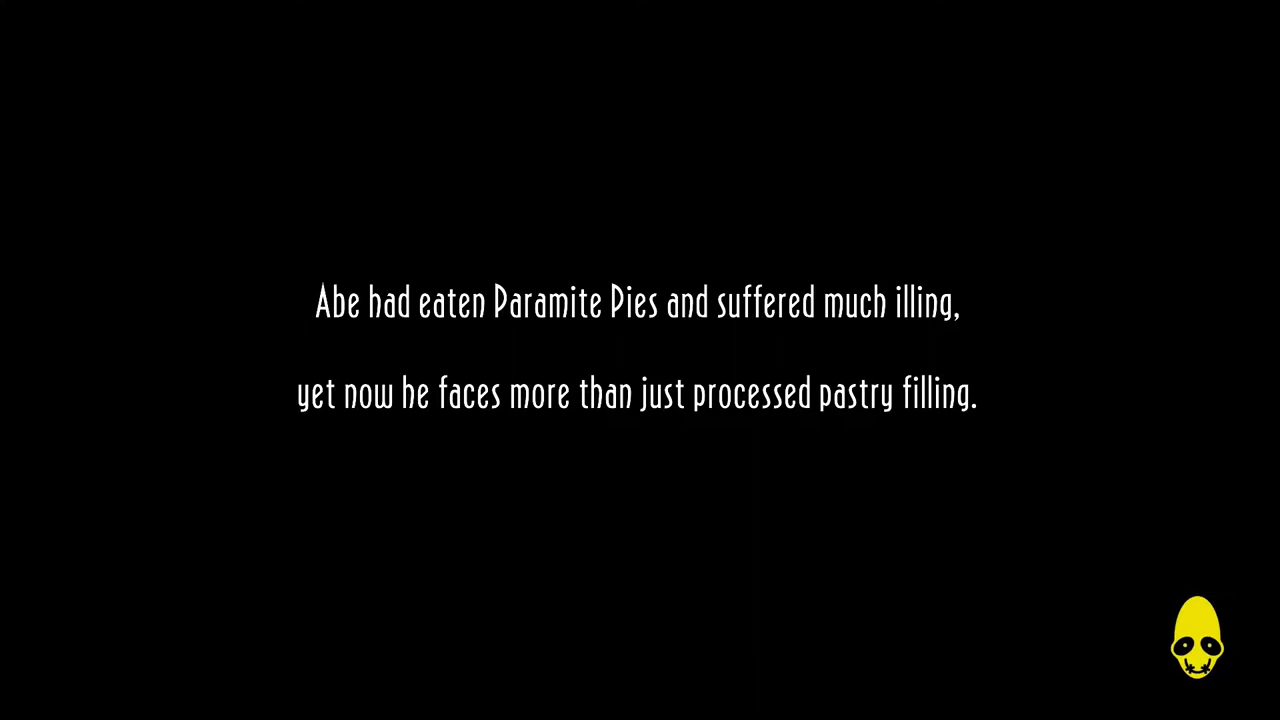 Abe had eaten Paramite Pies and suffered much illing,
yet now he faces more than just processed pastry filling.